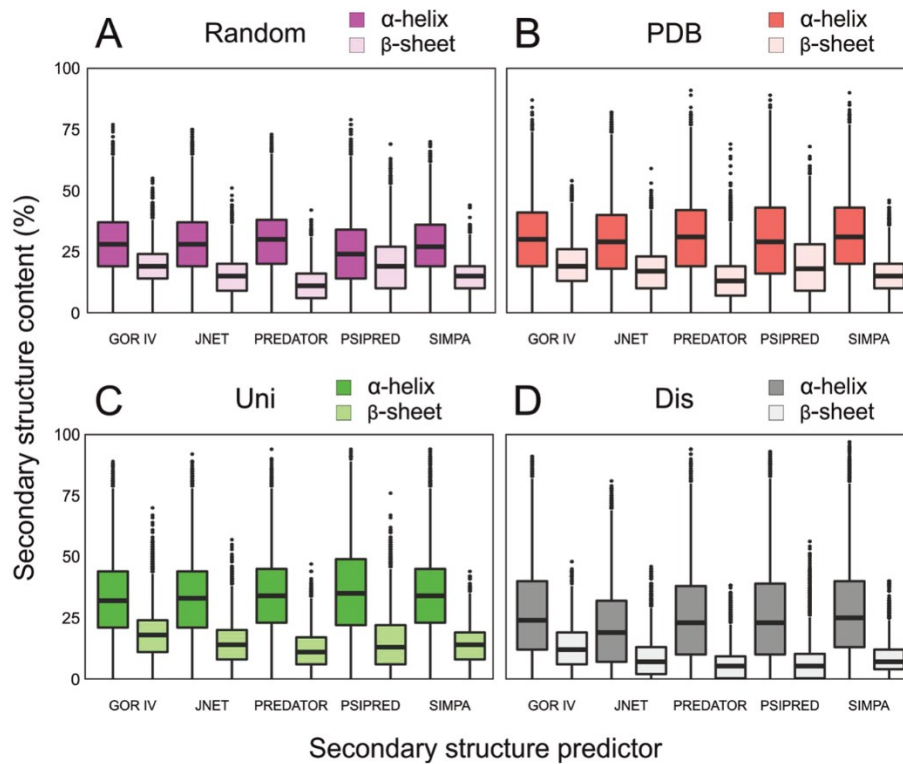 A Random α-helix β-sheet
B PDB α-helix β-sheet
100
75
50
25
0
GOR IV JNET PREDATOR PSIPRED SIMPA
GOR IV JNET PREDATOR PSIPRED SIMPA
C Uni α-helix β-sheet
D Dis α-helix β-sheet
100
75
50
25
0
GOR IV JNET PREDATOR PSIPRED SIMPA
GOR IV JNET PREDATOR PSIPRED SIMPA
Secondary structure content (%)
Secondary structure predictor